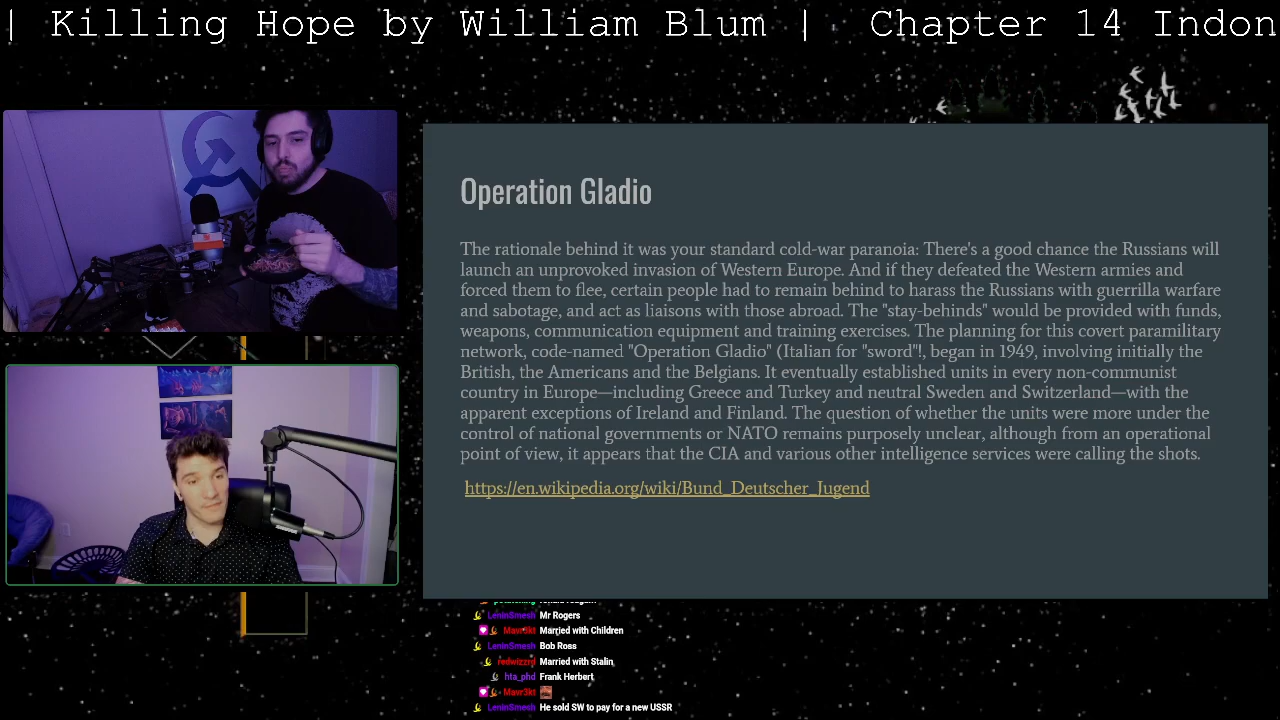 | Killing Hope by William Blum | Chapter 14 Indon
Operation Gladio
The rationale behind it was your standard cold-war paranoia: There's a good chance the Russians will
launch an unprovoked invasion of Western Europe. And if they defeated the Western armies and
forced them to flee, certain people had to remain behind to harass the Russians with guerrilla warfare
and sabotage, and act as liaisons with those abroad. The "stay-behinds" would be provided with funds,
weapons, communication equipment and training exercises. The planning for this covert paramilitary
network, code-named "Operation Gladio" (Italian for "sword"!, began in 1949, involving initially the
British, the Americans and the Belgians. It eventually established units in every non-communist
country in Europe—including Greece and Turkey and neutral Sweden and Switzerland—with the
apparent exceptions of Ireland and Finland. The question of whether the units were more under the
control of national governments or NATO remains purposely unclear, although from an operational
point of view, it appears that the CIA and various other intelligence services were calling the shots.
https://en.wikipedia.org/wiki/Bund_Deutscher_Jugend
LeninSmesh Mr Rogers
Mavr3kt Married with Children
LeninSmesh Bob Ross
redwizzrd Married with Stalin
hta_phd Frank Herbert
Mavr3kt
LeninSmesh He sold SW to pay for a new USSR